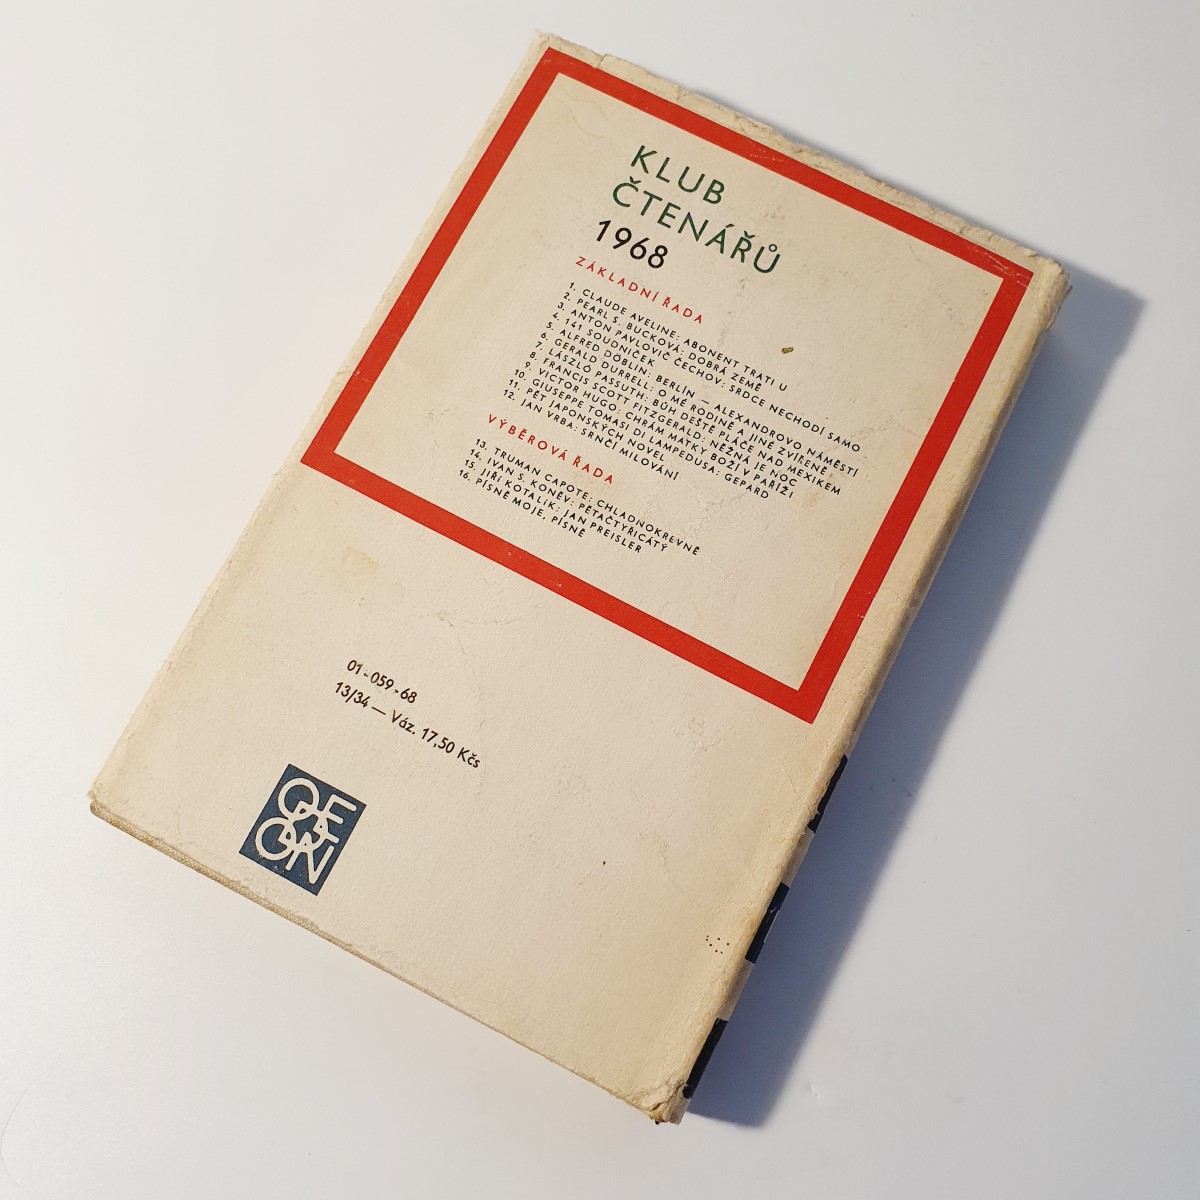 KLUB
ČTENÁŘŮ
1968
ZÁKLADNÍ ŘADA
1. CLAUDE AVELINE: ABONENT TRATI U
2. PEARL S. BUCKOVÁ: DOBRÁ ZEMĚ
3. ANTON PAVLOVIČ ČECHOV: SRDCE NECHODÍ SAMO
4. 141 SOUDNIČEK
5. ALFRED DÖBLIN: BERLÍN — ALEXANDROVO NÁMĚSTÍ
6. GERALD DURRELL: O MÉ RODINĚ A JINÉ ZVÍŘENĚ
7. LÁSZLÓ PASSUTH: BŮH DEŠTĚ PLÁČE NAD MEXIKEM
8. FRANCIS SCOTT FITZGERALD: NĚŽNÁ JE NOC
9. VICTOR HUGO: CHRÁM MATKY BOŽÍ V PAŘÍŽI
10. GIUSEPPE TOMASI DI LAMPEDUSA: GEPARD
11. PĚT JAPONSKÝCH NOVEL
12. JAN VRBA: SRNČÍ MILOVÁNÍ
VÝBĚROVÁ ŘADA
13. TRUMAN CAPOTE: CHLADNOKREVNĚ
14. IVAN S. KONĚV: PĚTAČTYŘICÁTÝ
15. JIŘÍ KOTALÍK: JAN PREISLER
16. PÍSNĚ MOJE, PÍSNĚ
01-059-68
13/34 — Váz. 17,50 Kčs
ODEON